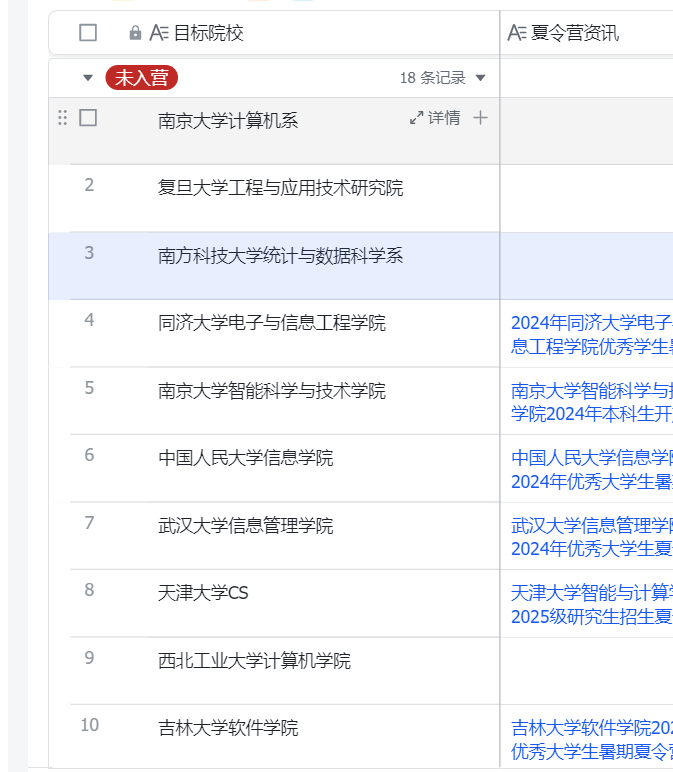 目标院校 夏令营资讯
未入营 18 条记录
南京大学计算机系 详情
2 复旦大学工程与应用技术研究院
3 南方科技大学统计与数据科学系
4 同济大学电子与信息工程学院 2024年同济大学电子
息工程学院优秀学生
5 南京大学智能科学与技术学院 南京大学智能科学与
学院2024年本科生开
6 中国人民大学信息学院 中国人民大学信息学
2024年优秀大学生暑
7 武汉大学信息管理学院 武汉大学信息管理学
2024年优秀大学生夏
8 天津大学CS 天津大学智能与计算
2025级研究生招生夏
9 西北工业大学计算机学院
10 吉林大学软件学院 吉林大学软件学院20
优秀大学生暑期夏令